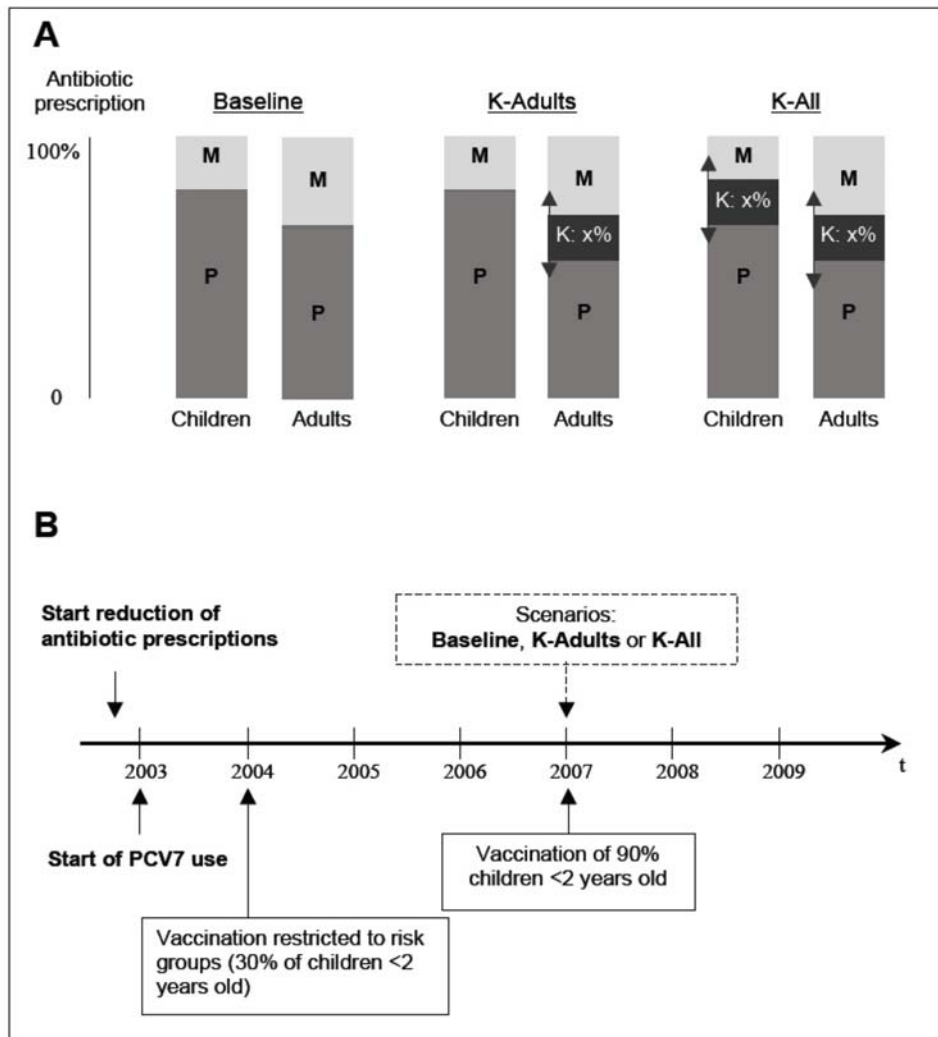 A
Antibiotic
prescription
Baseline
K-Adults
K-All
100%
M
M
M
M
M
M
K: x%
K: x%
K: x%
P
P
P
P
P
P
0
Children
Adults
Children
Adults
Children
Adults
B
Start reduction of
antibiotic prescriptions
Scenarios:
Baseline, K-Adults or K-All
2003
2004
2005
2006
2007
2008
2009
t
Start of PCV7 use
Vaccination of 90%
children <2 years old
Vaccination restricted to risk
groups (30% of children <2
years old)